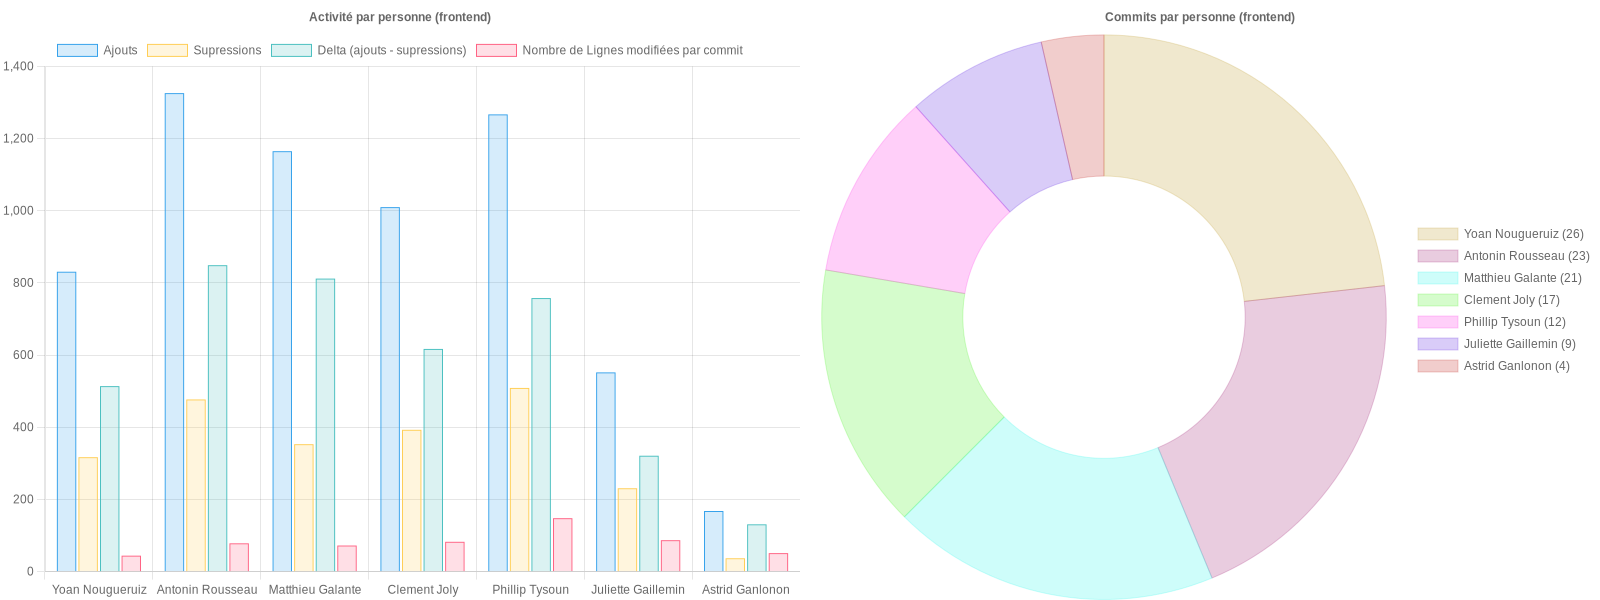 Activité par personne (frontend)
Ajouts Supressions Delta (ajouts - supressions) Nombre de Lignes modifiées par commit
1,400
1,200
1,000
800
600
400
200
0
Yoan Nougueruiz Antonin Rousseau Matthieu Galante Clement Joly Phillip Tysoun Juliette Gaillemin Astrid Ganlonon
Commits par personne (frontend)
Yoan Nougueruiz (26)
Antonin Rousseau (23)
Matthieu Galante (21)
Clement Joly (17)
Phillip Tysoun (12)
Juliette Gaillemin (9)
Astrid Ganlonon (4)